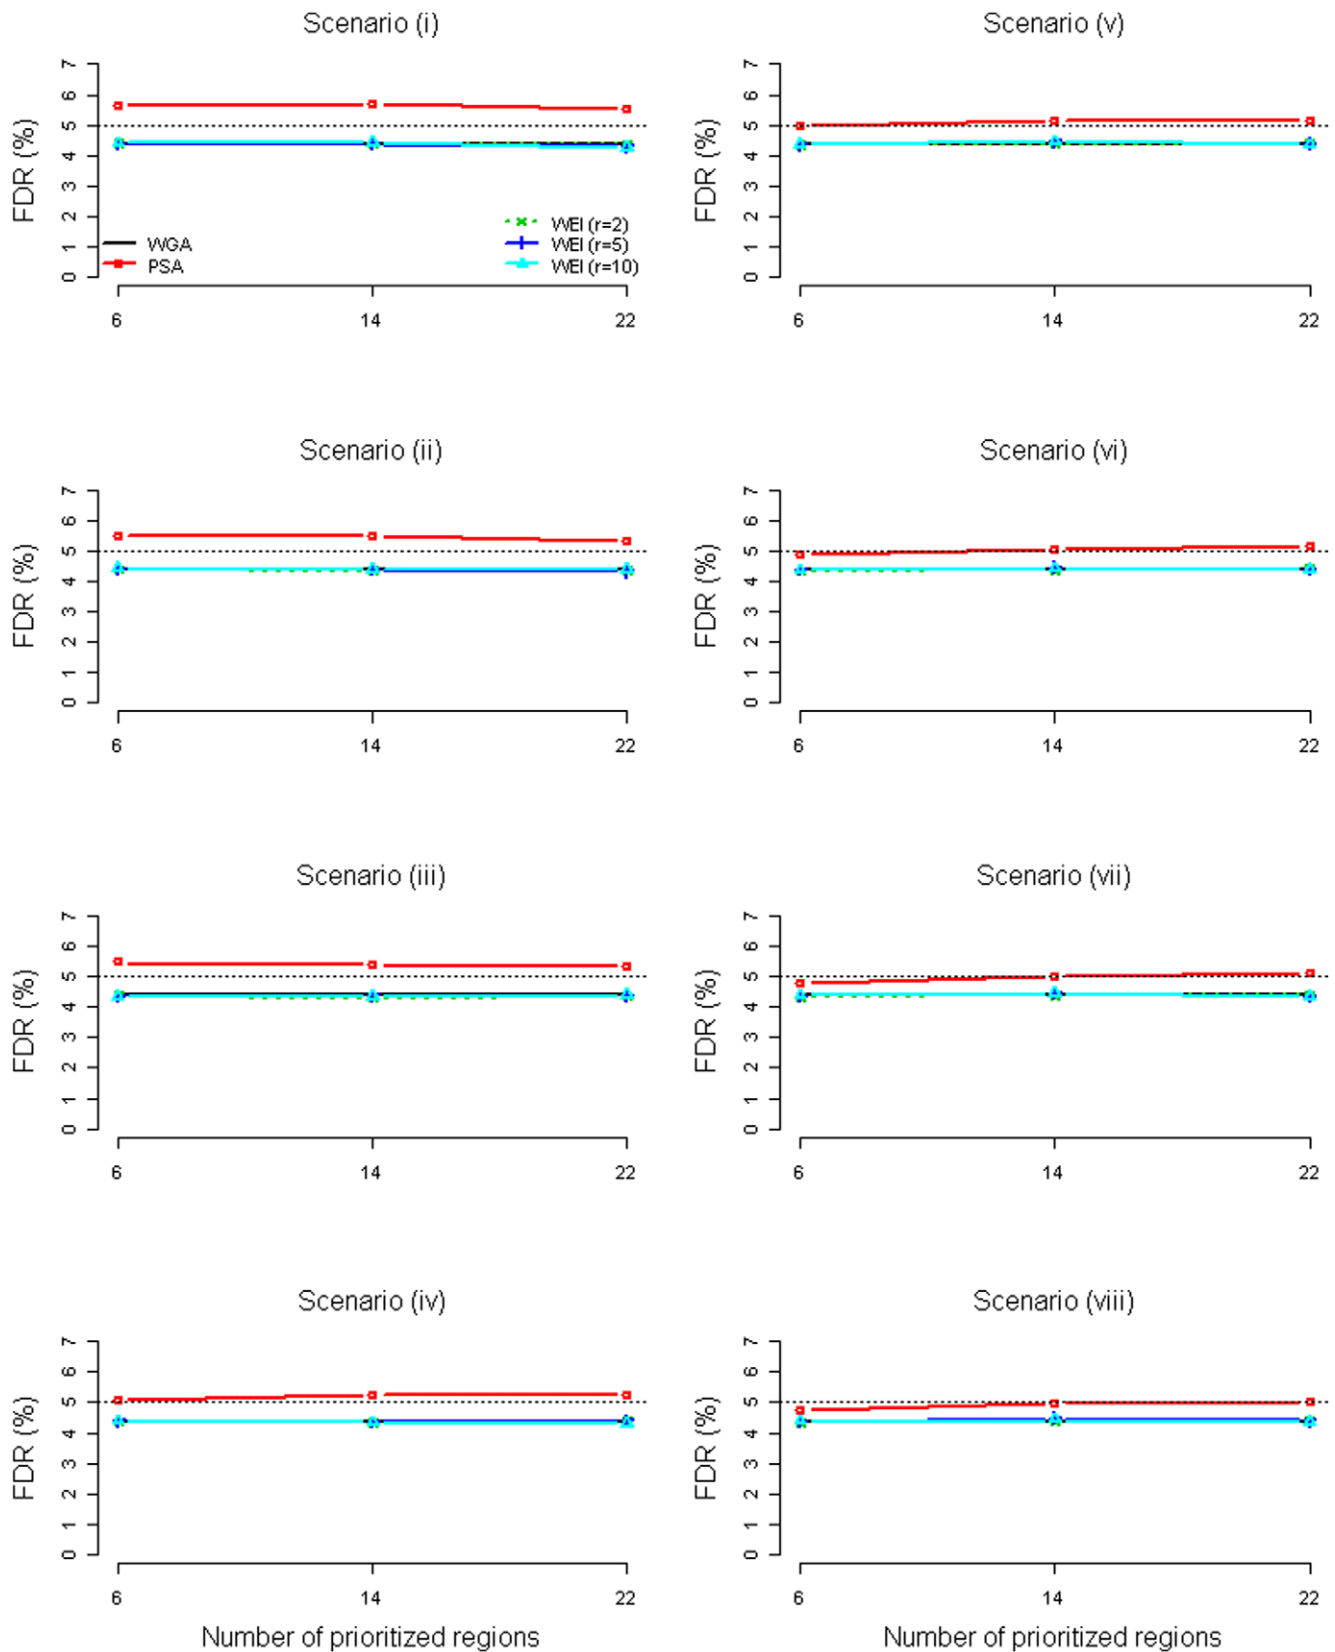 Scenario (i)
FDR (%)
7
6
5
4
3
2
1
0
WGA
PSA
WEI (r=2)
WEI (r=5)
WEI (r=10)
6 14 22
Scenario (v)
FDR (%)
7
6
5
4
3
2
1
0
6 14 22
Scenario (ii)
FDR (%)
7
6
5
4
3
2
1
0
6 14 22
Scenario (vi)
FDR (%)
7
6
5
4
3
2
1
0
6 14 22
Scenario (iii)
FDR (%)
7
6
5
4
3
2
1
0
6 14 22
Scenario (vii)
FDR (%)
7
6
5
4
3
2
1
0
6 14 22
Scenario (iv)
FDR (%)
7
6
5
4
3
2
1
0
6 14 22
Number of prioritized regions
Scenario (viii)
FDR (%)
7
6
5
4
3
2
1
0
6 14 22
Number of prioritized regions